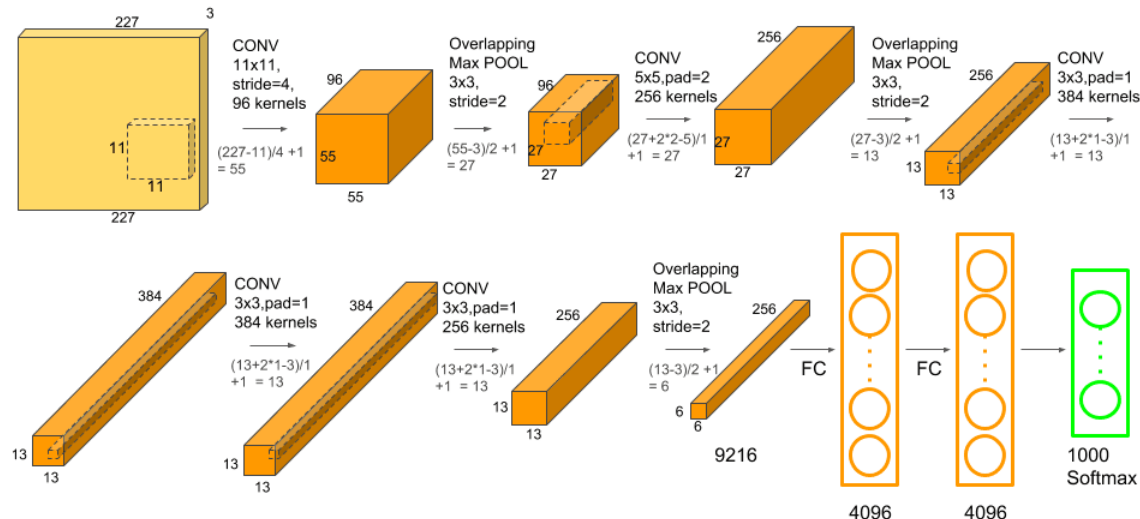 227
3
11
11
227
CONV
11x11,
stride=4,
96 kernels
(227-11)/4 +1
= 55
96
55
55
Overlapping
Max POOL
3x3,
stride=2
(55-3)/2 +1
= 27
96
27
27
CONV
5x5,pad=2
256 kernels
(27+2*2-5)/1
+1 = 27
256
27
27
Overlapping
Max POOL
3x3,
stride=2
(27-3)/2 +1
= 13
256
13
13
CONV
3x3,pad=1
384 kernels
(13+2*1-3)/1
+1 = 13
384
13
13
CONV
3x3,pad=1
384 kernels
(13+2*1-3)/1
+1 = 13
384
13
13
CONV
3x3,pad=1
256 kernels
(13+2*1-3)/1
+1 = 13
256
13
13
Overlapping
Max POOL
3x3,
stride=2
(13-3)/2 +1
= 6
256
6
6
9216
FC
4096
FC
4096
1000
Softmax